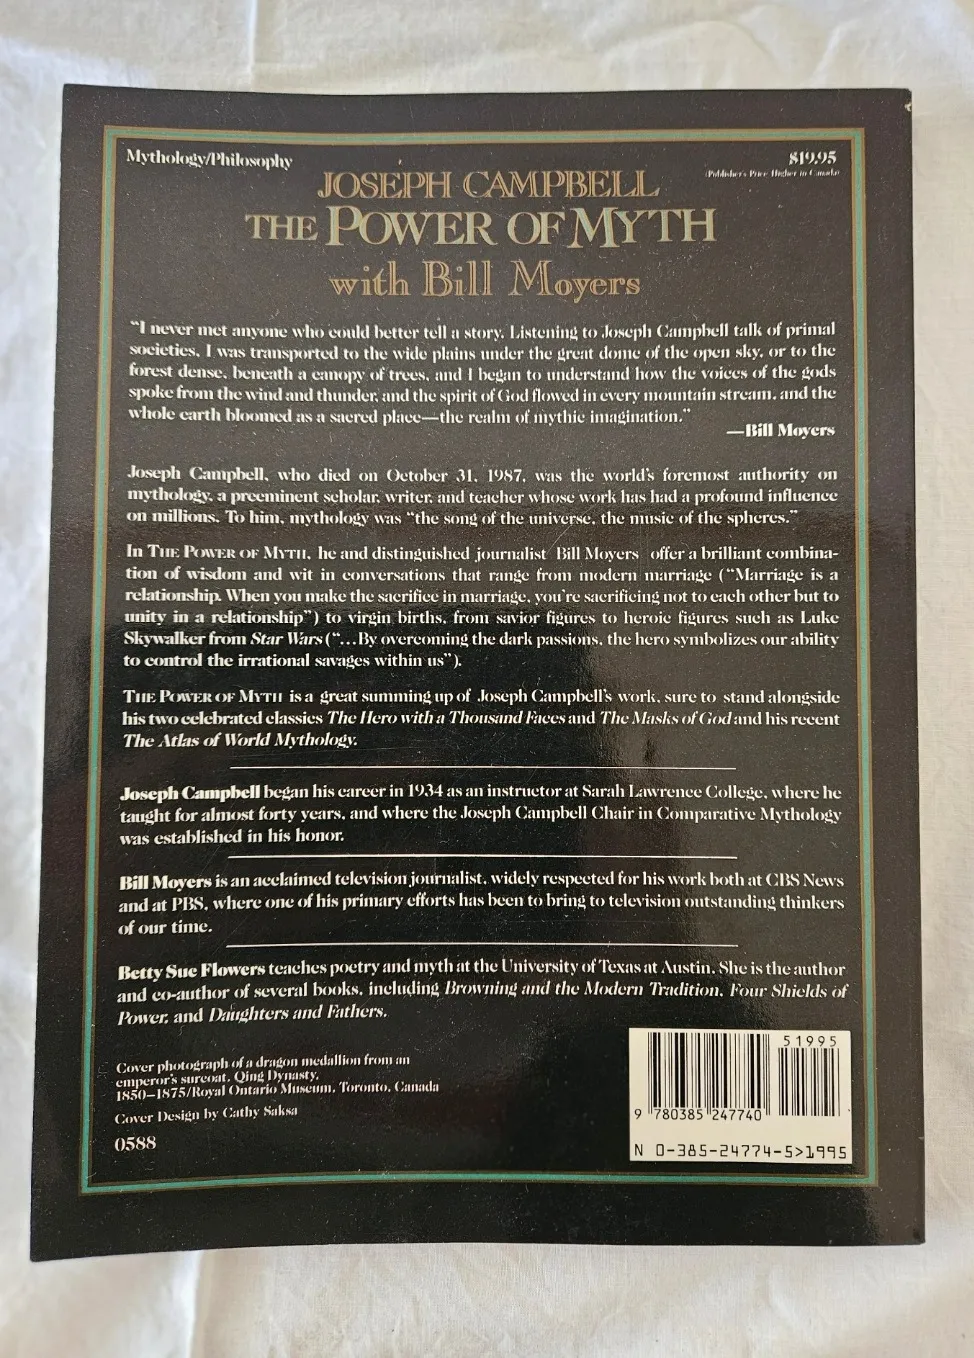 Mythology/Philosophy
$19.95
(Publisher's Price Higher in Canada)
JOSEPH CAMPBELL
THE POWER OF MYTH
with Bill Moyers
"I never met anyone who could better tell a story. Listening to Joseph Campbell talk of primal
societies, I was transported to the wide plains under the great dome of the open sky, or to the
forest dense, beneath a canopy of trees, and I began to understand how the voices of the gods
spoke from the wind and thunder, and the spirit of God flowed in every mountain stream, and the
whole earth bloomed as a sacred place—the realm of mythic imagination."
—Bill Moyers
Joseph Campbell, who died on October 31, 1987, was the world's foremost authority on
mythology, a preeminent scholar, writer, and teacher whose work has had a profound influence
on millions. To him, mythology was "the song of the universe, the music of the spheres."
In THE POWER OF MYTH, he and distinguished journalist Bill Moyers offer a brilliant combina-
tion of wisdom and wit in conversations that range from modern marriage ("Marriage is a
relationship. When you make the sacrifice in marriage, you're sacrificing not to each other but to
unity in a relationship") to virgin births, from savior figures to heroic figures such as Luke
Skywalker from Star Wars ("...By overcoming the dark passions, the hero symbolizes our ability
to control the irrational savages within us").
THE POWER OF MYTH is a great summing up of Joseph Campbell's work, sure to stand alongside
his two celebrated classics The Hero with a Thousand Faces and The Masks of God and his recent
The Atlas of World Mythology.
Joseph Campbell began his career in 1934 as an instructor at Sarah Lawrence College, where he
taught for almost forty years, and where the Joseph Campbell Chair in Comparative Mythology
was established in his honor.
Bill Moyers is an acclaimed television journalist, widely respected for his work both at CBS News
and at PBS, where one of his primary efforts has been to bring to television outstanding thinkers
of our time.
Betty Sue Flowers teaches poetry and myth at the University of Texas at Austin. She is the author
and co-author of several books, including Browning and the Modern Tradition, Four Shields of
Power, and Daughters and Fathers.
Cover photograph of a dragon medallion from an
emperor's surcoat, Qing Dynasty,
1850–1875/Royal Ontario Museum, Toronto, Canada
Cover Design by Cathy Saksa
0588
51995
9 780385 247740
N 0-385-24774-5>1995